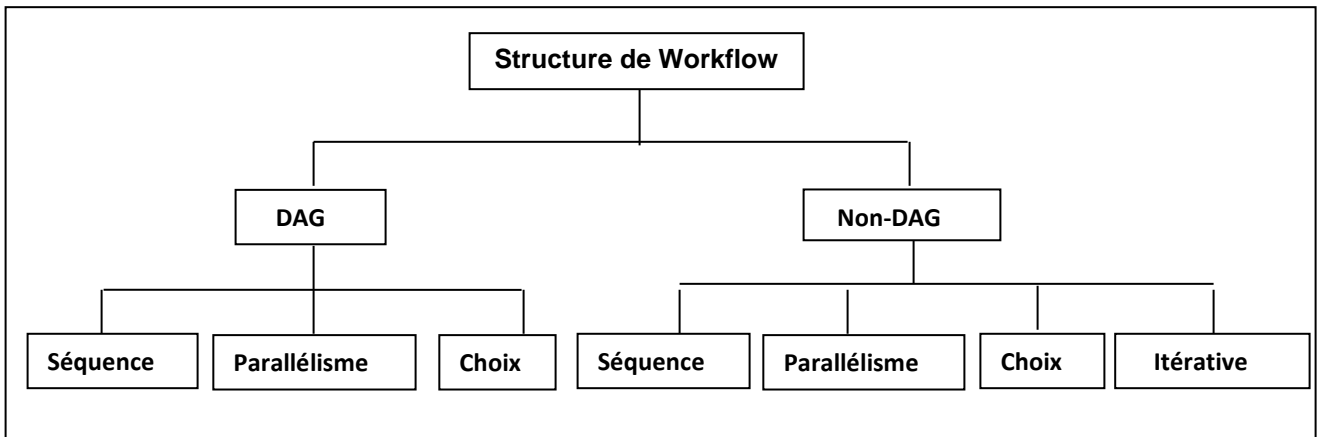 Structure de Workflow
DAG
Non-DAG
Séquence
Parallélisme
Choix
Séquence
Parallélisme
Choix
Itérative